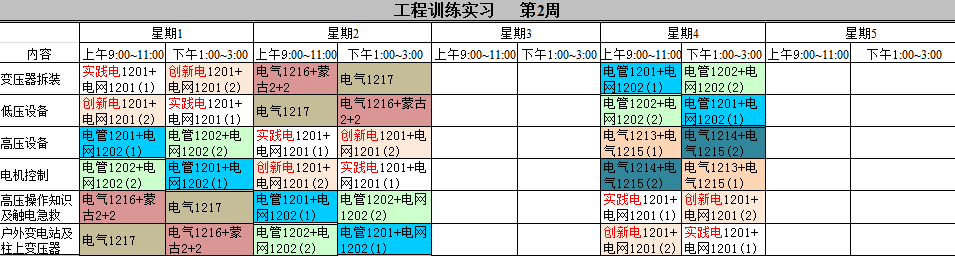 工程训练实习 第2周
星期1 星期2 星期3 星期4 星期5
内容 上午9:00~11:00 下午1:00~3:00 上午9:00~11:00 下午1:00~3:00 上午9:00~11:00 下午1:00~3:00 上午9:00~11:00 下午1:00~3:00 上午9:00~11:00 下午1:00~3:00
变压器拆装 实践电1201+ 创新电1201+ 电气1216+蒙 电气1217 电管1201+电 电管1202+电
电网1201(1) 电网1201(2) 古2+2 网1202(1) 网1202(2)
低压设备 创新电1201+ 实践电1201+ 电气1217 电气1216+蒙古 电管1202+电 电管1201+电
电网1201(2) 电网1201(1) 2+2 网1202(2) 网1202(1)
高压设备 电管1201+电 电管1202+电 实践电1201+ 创新电1201+ 电气1213+电 电气1214+电
网1202(1) 网1202(2) 电网1201(1) 电网1201(2) 气1215(1) 气1215(2)
电机控制 电管1202+电 电管1201+电 创新电1201+ 实践电1201+ 电气1214+电 电气1213+电
网1202(2) 网1202(1) 电网1201(2) 电网1201(1) 气1215(2) 气1215(1)
高压操作知识 电气1216+蒙 电气1217 电管1201+电 电管1202+电网 实践电1201+ 创新电1201+
及触电急救 古2+2 网1202(1) 1202(2) 电网1201(1) 电网1201(2)
户外变电站及 电气1217 电气1216+蒙 电管1202+电 电管1201+电网 创新电1201+ 实践电1201+
柱上变压器 古2+2 网1202(2) 1202(1) 电网1201(2) 电网1201(1)